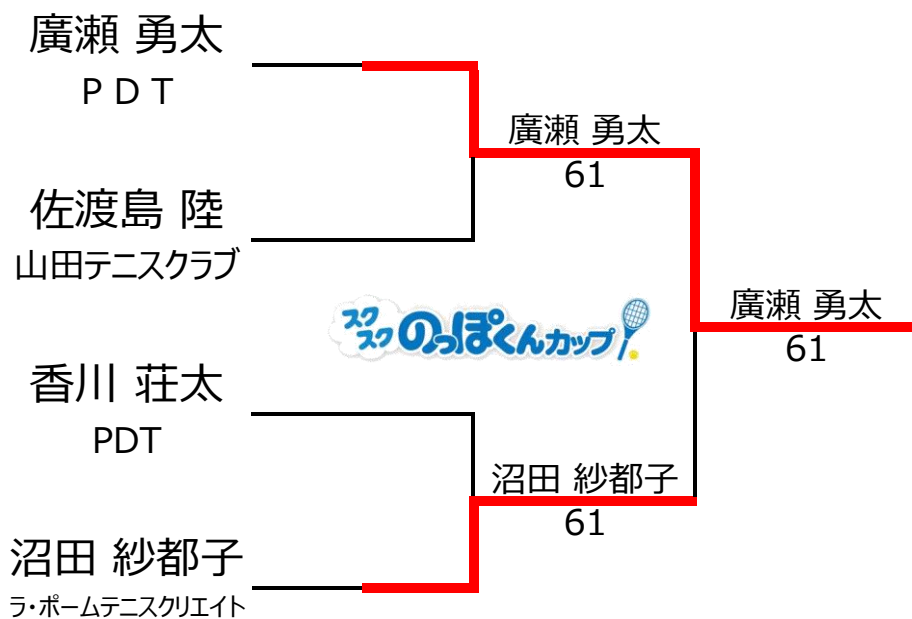 廣瀬 勇太
ＰＤＴ
廣瀬 勇太
61
佐渡島 陸
山田テニスクラブ
廣瀬 勇太
61
スクスクのっぽくんカップ
香川 荘太
PDT
沼田 紗都子
61
沼田 紗都子
ラ・ポームテニスクリエイト